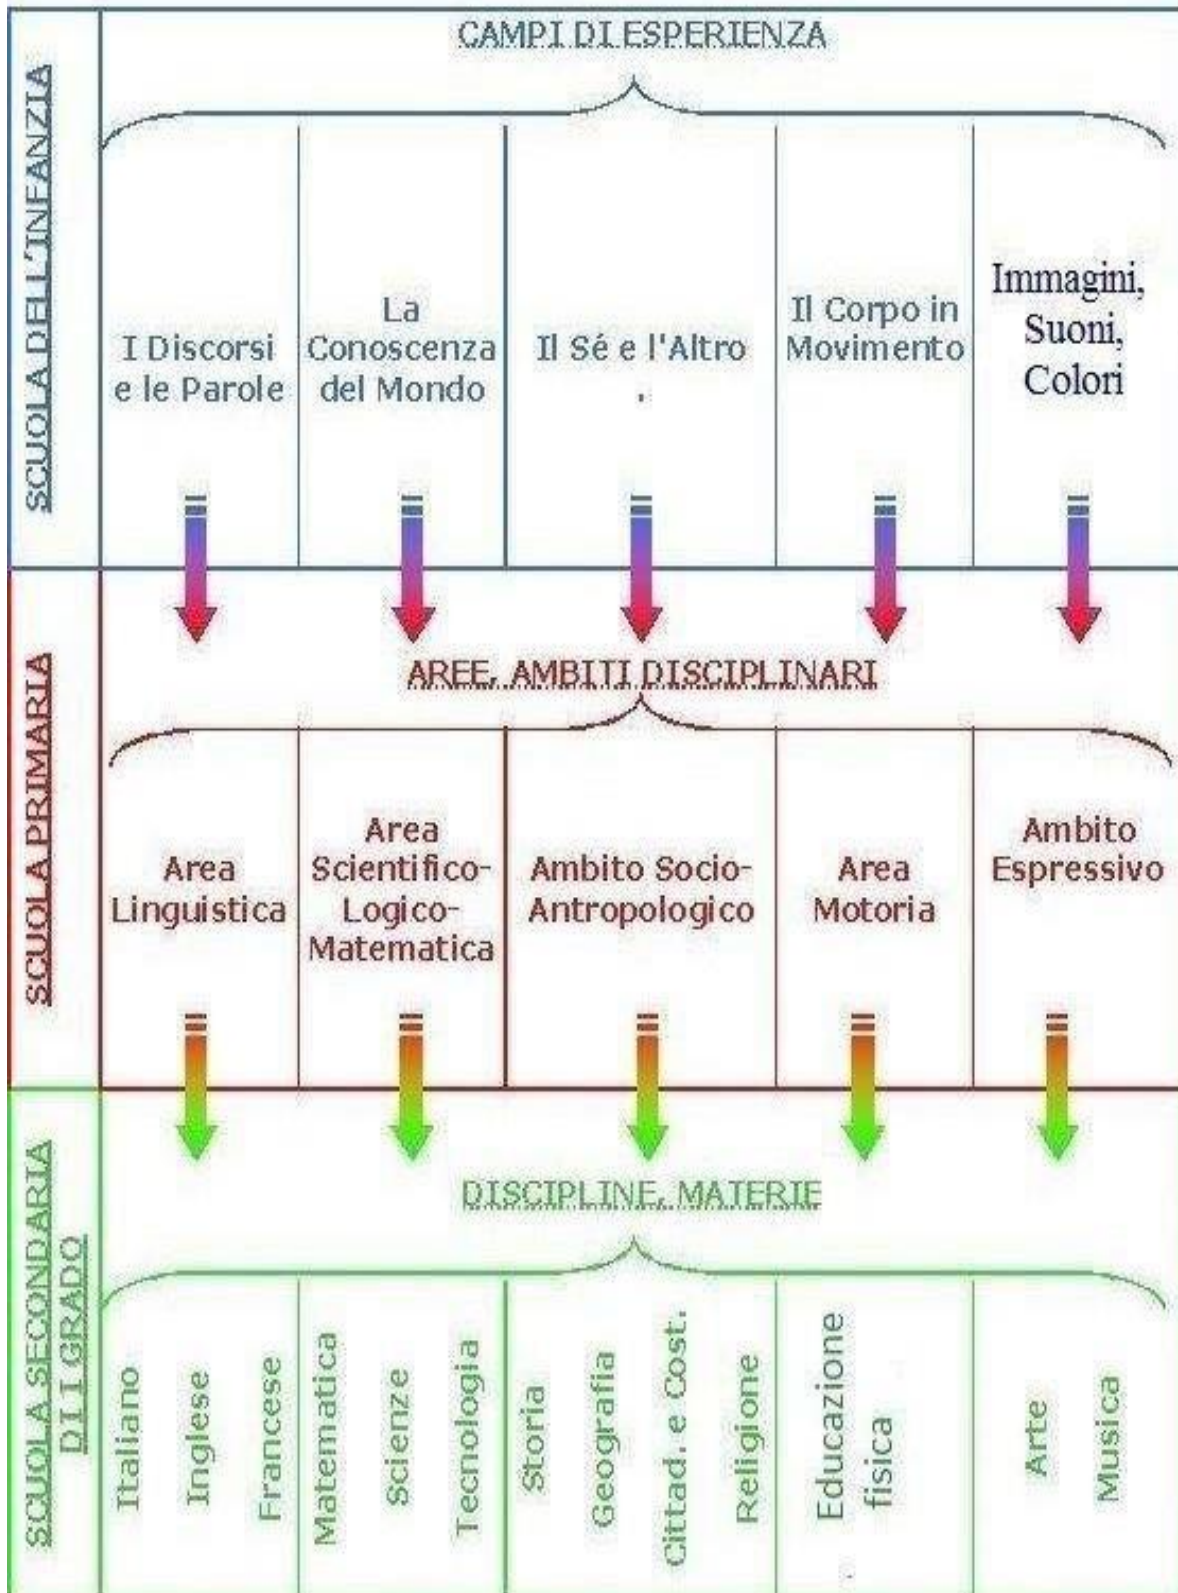 SCUOLA DELL'INFANZIA
CAMPI DI ESPERIENZA
I Discorsi
e le Parole
La
Conoscenza
del Mondo
Il Sé e l'Altro
.
Il Corpo in
Movimento
Immagini,
Suoni,
Colori
SCUOLA PRIMARIA
AREE, AMBITI DISCIPLINARI
Area
Linguistica
Area
Scientifico-
Logico-
Matematica
Ambito Socio-
Antropologico
Area
Motoria
Ambito
Espressivo
SCUOLA SECONDARIA
DI I GRADO
DISCIPLINE, MATERIE
Italiano
Inglese
Francese
Matematica
Scienze
Tecnologia
Storia
Geografia
Cittad. e Cost.
Religione
Educazione
fisica
.
Arte
Musica